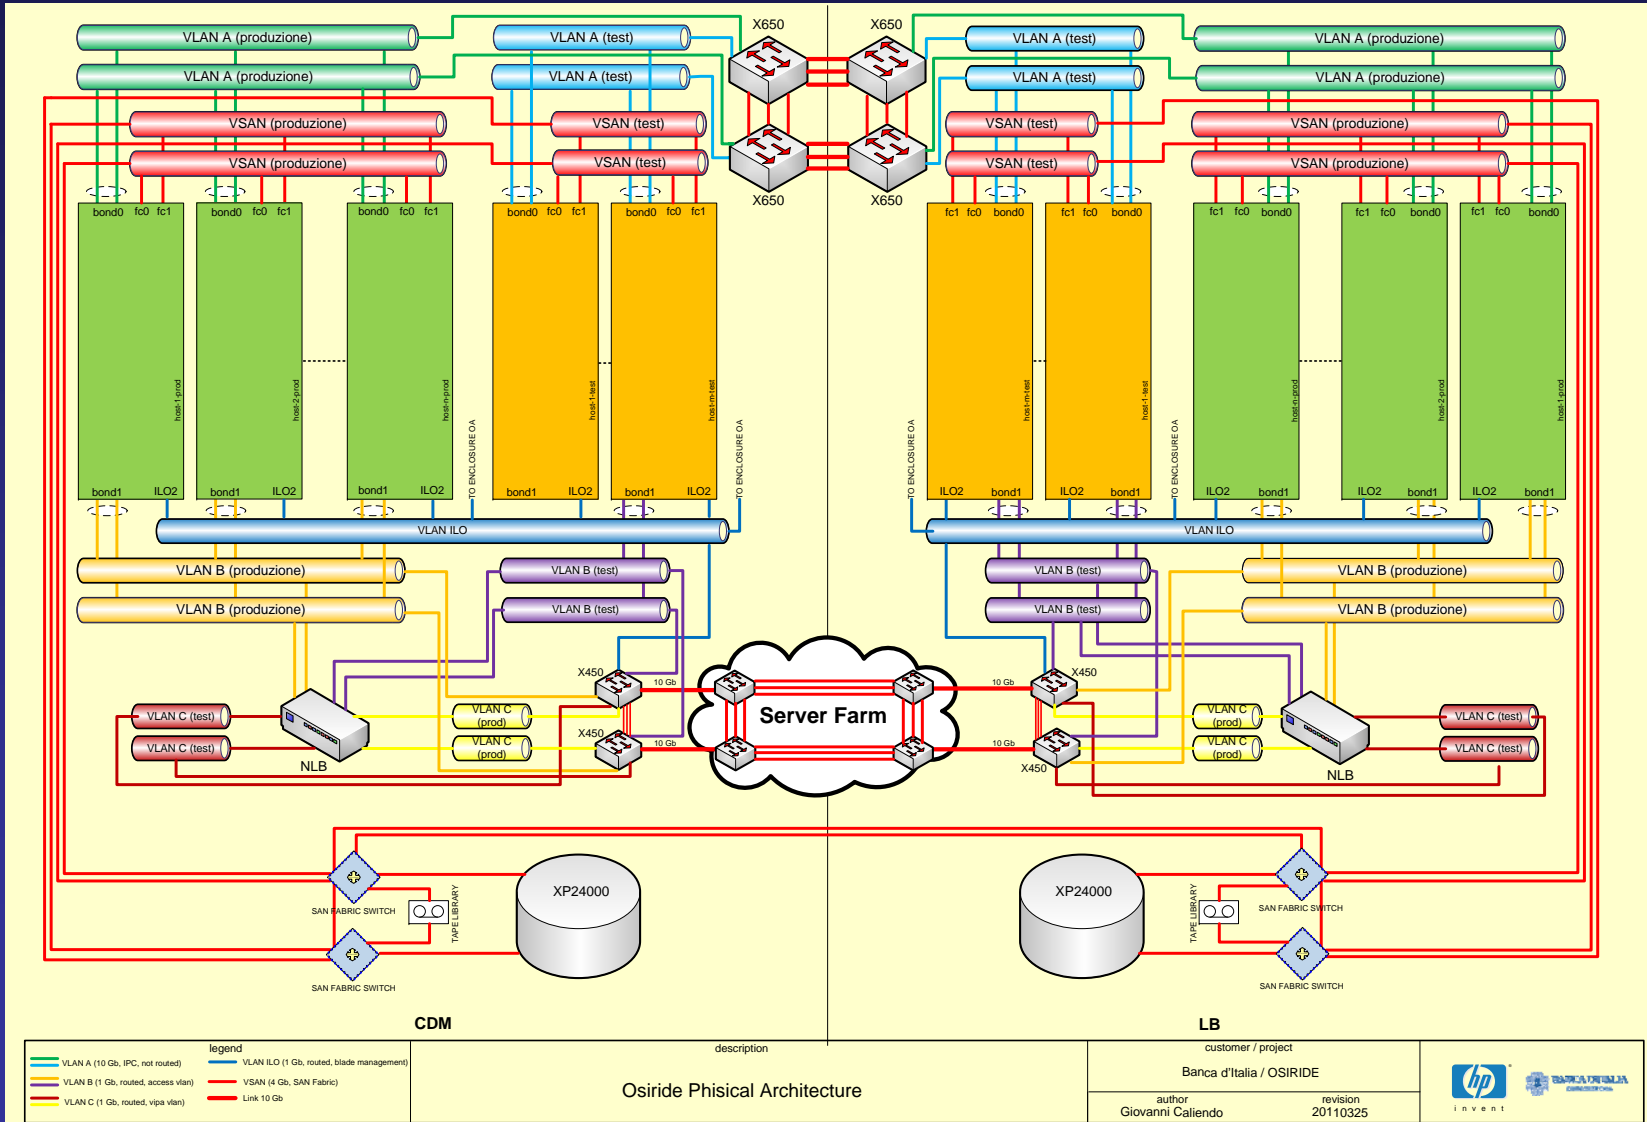 X650
X650
VLAN A (produzione)
VLAN A (test)
VLAN A (test)
VLAN A (produzione)
VLAN A (produzione)
VLAN A (test)
VLAN A (test)
VLAN A (produzione)
VSAN (produzione)
VSAN (test)
VSAN (test)
VSAN (produzione)
VSAN (produzione)
VSAN (test)
VSAN (test)
VSAN (produzione)
X650
X650
bond0 fc0 fc1
bond0 fc0 fc1
bond0 fc0 fc1
bond0 fc0 fc1
bond0 fc0 fc1
fc1 fc0 bond0
fc1 fc0 bond0
fc1 fc0 bond0
fc1 fc0 bond0
fc1 fc0 bond0
host-1-prod
host-2-prod
host-n-prod
host-1-test
host-m-test
host-m-test
host-1-test
host-n-prod
host-2-prod
host-1-prod
TO ENCLOSURE OA
TO ENCLOSURE OA
TO ENCLOSURE OA
TO ENCLOSURE OA
bond1 ILO2
bond1 ILO2
bond1 ILO2
bond1 ILO2
bond1 ILO2
ILO2 bond1
ILO2 bond1
ILO2 bond1
ILO2 bond1
ILO2 bond1
VLAN ILO
VLAN ILO
VLAN B (produzione)
VLAN B (test)
VLAN B (test)
VLAN B (produzione)
VLAN B (produzione)
VLAN B (test)
VLAN B (test)
VLAN B (produzione)
X450
10 Gb
10 Gb
X450
VLAN C (test)
VLAN C (prod)
Server Farm
VLAN C (prod)
VLAN C (test)
X450
10 Gb
10 Gb
X450
VLAN C (test)
VLAN C (prod)
VLAN C (prod)
VLAN C (test)
NLB
NLB
XP24000
XP24000
SAN FABRIC SWITCH
TAPE LIBRARY
TAPE LIBRARY
SAN FABRIC SWITCH
SAN FABRIC SWITCH
SAN FABRIC SWITCH
CDM
LB
legend
VLAN A (10 Gb, IPC, not routed)
VLAN B (1 Gb, routed, access vlan)
VLAN C (1 Gb, routed, vipa vlan)
VLAN ILO (1 Gb, routed, blade management)
VSAN (4 Gb, SAN Fabric)
Link 10 Gb
description
Osiride Phisical Architecture
customer / project
Banca d'Italia / OSIRIDE
author
Giovanni Caliendo
revision
20110325
hp
invent
BANCA D'ITALIA